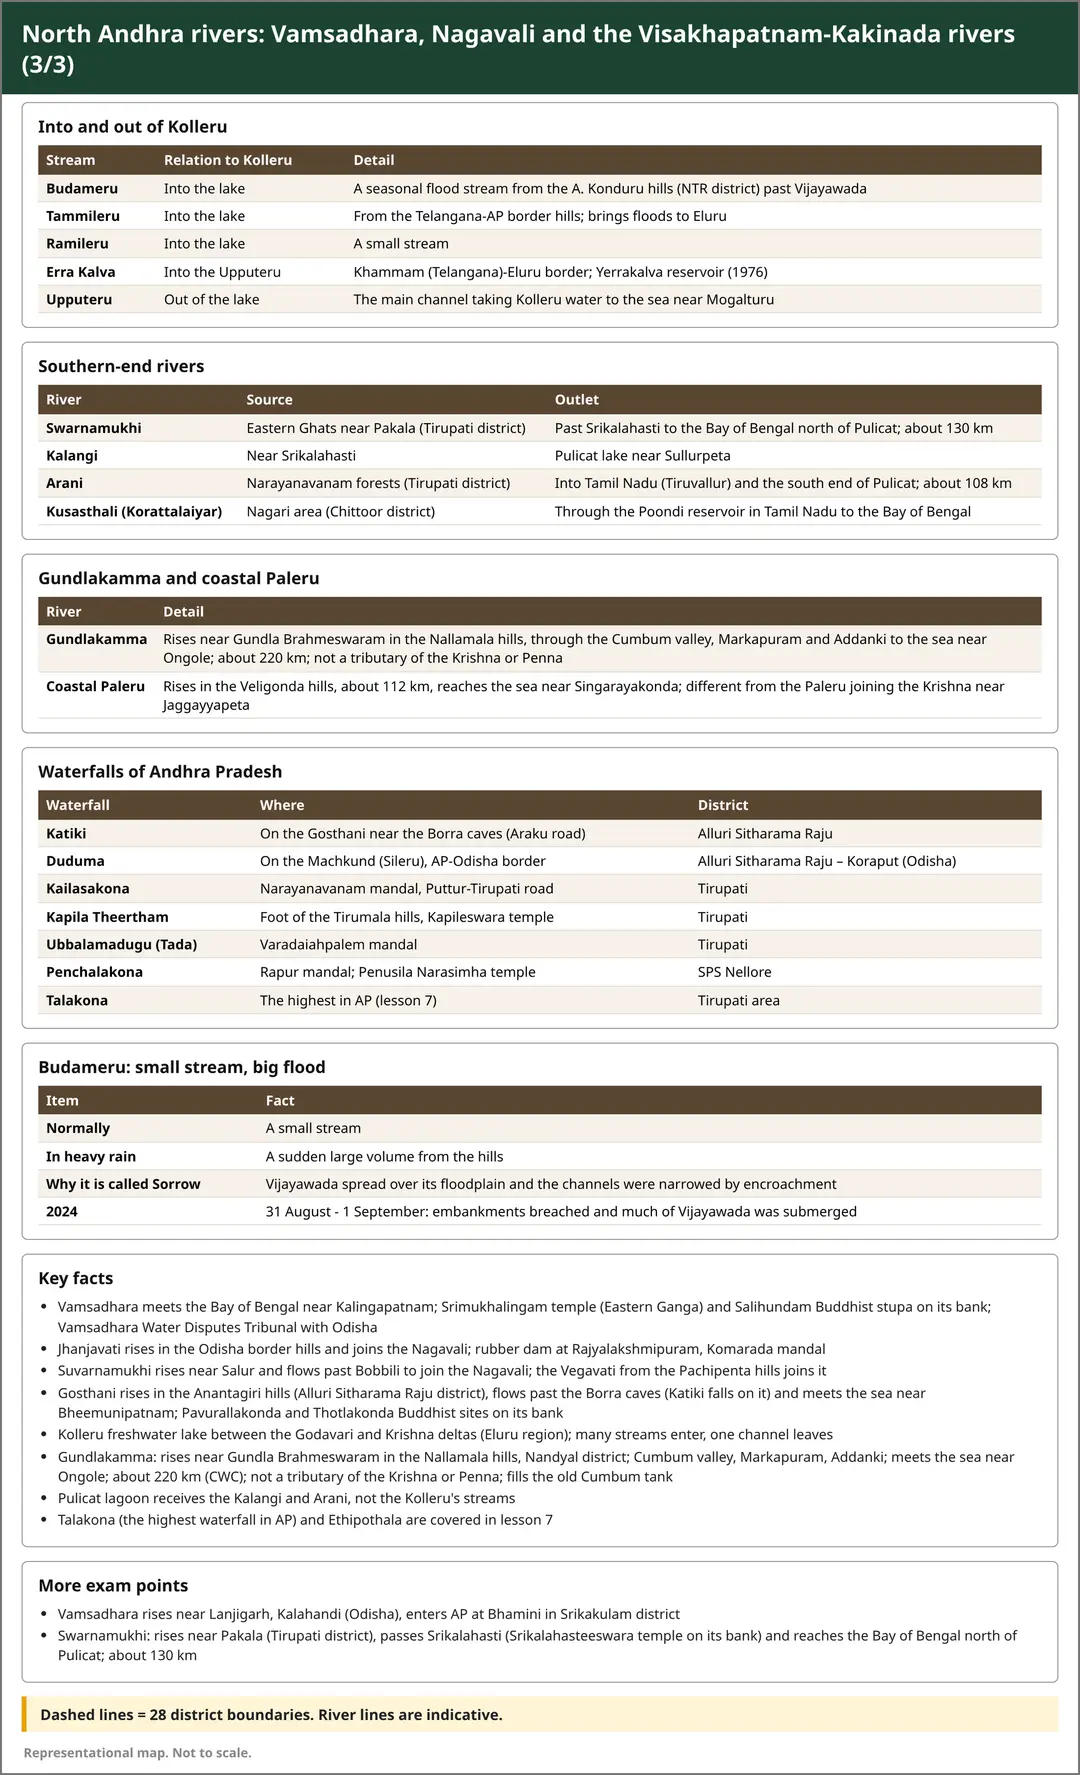 North Andhra rivers: Vamsadhara, Nagavali and the Visakhapatnam-Kakinada rivers
(3/3)
Into and out of Kolleru
Stream Relation to Kolleru Detail
Budameru Into the lake A seasonal flood stream from the A. Konduru hills (NTR district) past Vijayawada
Tammileru Into the lake From the Telangana-AP border hills; brings floods to Eluru
Ramileru Into the lake A small stream
Erra Kalva Into the Upputeru Khammam (Telangana)-Eluru border; Yerrakalva reservoir (1976)
Upputeru Out of the lake The main channel taking Kolleru water to the sea near Mogalturu
Southern-end rivers
River Source Outlet
Swarnamukhi Eastern Ghats near Pakala (Tirupati district) Past Srikalahasti to the Bay of Bengal north of Pulicat; about 130 km
Kalangi Near Srikalahasti Pulicat lake near Sullurpeta
Arani Narayanavanam forests (Tirupati district) Into Tamil Nadu (Tiruvallur) and the south end of Pulicat; about 108 km
Kusasthali (Korattalaiyar) Nagari area (Chittoor district) Through the Poondi reservoir in Tamil Nadu to the Bay of Bengal
Gundlakamma and coastal Paleru
River Detail
Gundlakamma Rises near Gundla Brahmeswaram in the Nallamala hills, through the Cumbum valley, Markapuram and Addanki to the sea near
Ongole; about 220 km; not a tributary of the Krishna or Penna
Coastal Paleru Rises in the Veligonda hills, about 112 km, reaches the sea near Singarayakonda; different from the Paleru joining the Krishna near
Jaggayyapeta
Waterfalls of Andhra Pradesh
Waterfall Where District
Katiki On the Gosthani near the Borra caves (Araku road) Alluri Sitharama Raju
Duduma On the Machkund (Sileru), AP-Odisha border Alluri Sitharama Raju – Koraput (Odisha)
Kailasakona Narayanavanam mandal, Puttur-Tirupati road Tirupati
Kapila Theertham Foot of the Tirumala hills, Kapileswara temple Tirupati
Ubbalamadugu (Tada) Varadaiahpalem mandal Tirupati
Penchalakona Rapur mandal; Penusila Narasimha temple SPS Nellore
Talakona The highest in AP (lesson 7) Tirupati area
Budameru: small stream, big flood
Item Fact
Normally A small stream
In heavy rain A sudden large volume from the hills
Why it is called Sorrow Vijayawada spread over its floodplain and the channels were narrowed by encroachment
2024 31 August - 1 September: embankments breached and much of Vijayawada was submerged
Key facts
• Vamsadhara meets the Bay of Bengal near Kalingapatnam; Srimukhalingam temple (Eastern Ganga) and Salihundam Buddhist stupa on its bank;
Vamsadhara Water Disputes Tribunal with Odisha
• Jhanjavati rises in the Odisha border hills and joins the Nagavali; rubber dam at Rajyalakshmipuram, Komarada mandal
• Suvarnamukhi rises near Salur and flows past Bobbili to join the Nagavali; the Vegavati from the Pachipenta hills joins it
• Gosthani rises in the Anantagiri hills (Alluri Sitharama Raju district), flows past the Borra caves (Katiki falls on it) and meets the sea near
Bheemunipatnam; Pavurallakonda and Thotlakonda Buddhist sites on its bank
• Kolleru freshwater lake between the Godavari and Krishna deltas (Eluru region); many streams enter, one channel leaves
• Gundlakamma: rises near Gundla Brahmeswaram in the Nallamala hills, Nandyal district; Cumbum valley, Markapuram, Addanki; meets the sea near
Ongole; about 220 km (CWC); not a tributary of the Krishna or Penna; fills the old Cumbum tank
• Pulicat lagoon receives the Kalangi and Arani, not the Kolleru's streams
• Talakona (the highest waterfall in AP) and Ethipothala are covered in lesson 7
More exam points
• Vamsadhara rises near Lanjigarh, Kalahandi (Odisha), enters AP at Bhamini in Srikakulam district
• Swarnamukhi: rises near Pakala (Tirupati district), passes Srikalahasti (Srikalahasteeswara temple on its bank) and reaches the Bay of Bengal north of
Pulicat; about 130 km
Dashed lines = 28 district boundaries. River lines are indicative.
Representational map. Not to scale.